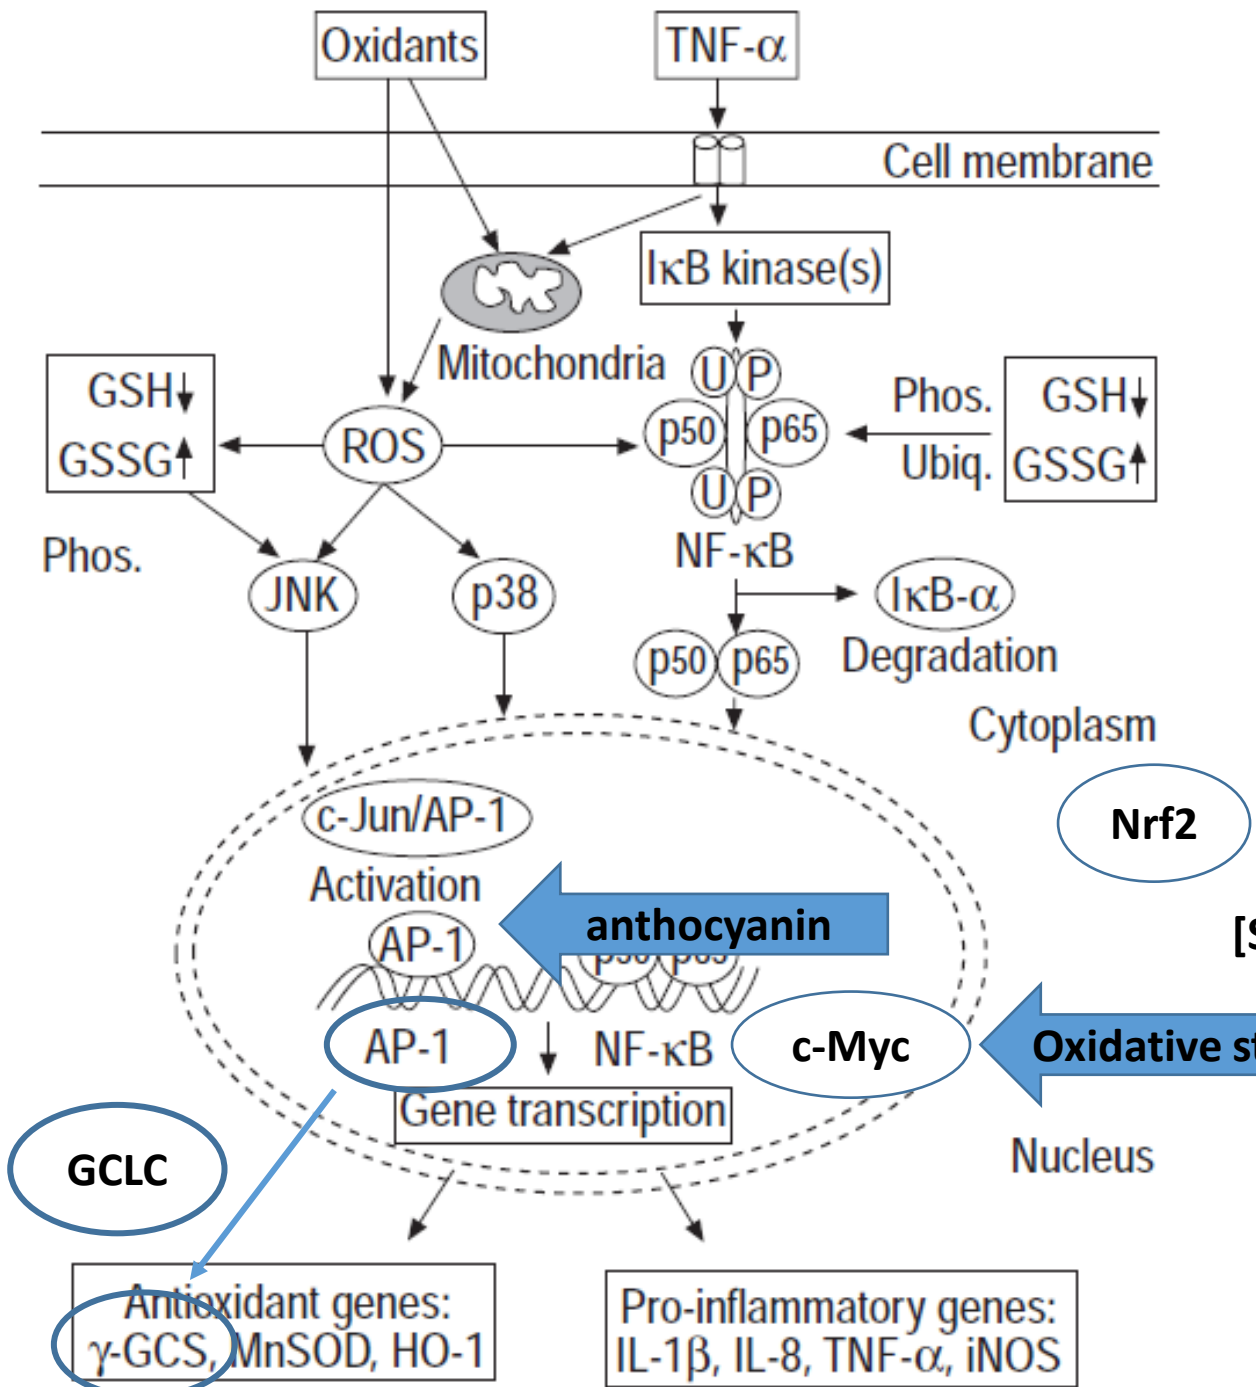 Oxidants
TNF-α
Cell membrane
IκB kinase(s)
Mitochondria
U P
GSH↓
GSSG↑
ROS
p50 p65
Phos.
Ubiq.
GSH↓
GSSG↑
U P
NF-κB
Phos.
JNK
p38
IκB-α
p50 p65
Degradation
Cytoplasm
c-Jun/AP-1
Nrf2
Activation
anthocyanin
AP-1
[S
AP-1
NF-κB
c-Myc
Oxidative st
Gene transcription
Nucleus
GCLC
Antioxidant genes:
γ-GCS, MnSOD, HO-1
Pro-inflammatory genes:
IL-1β, IL-8, TNF-α, iNOS